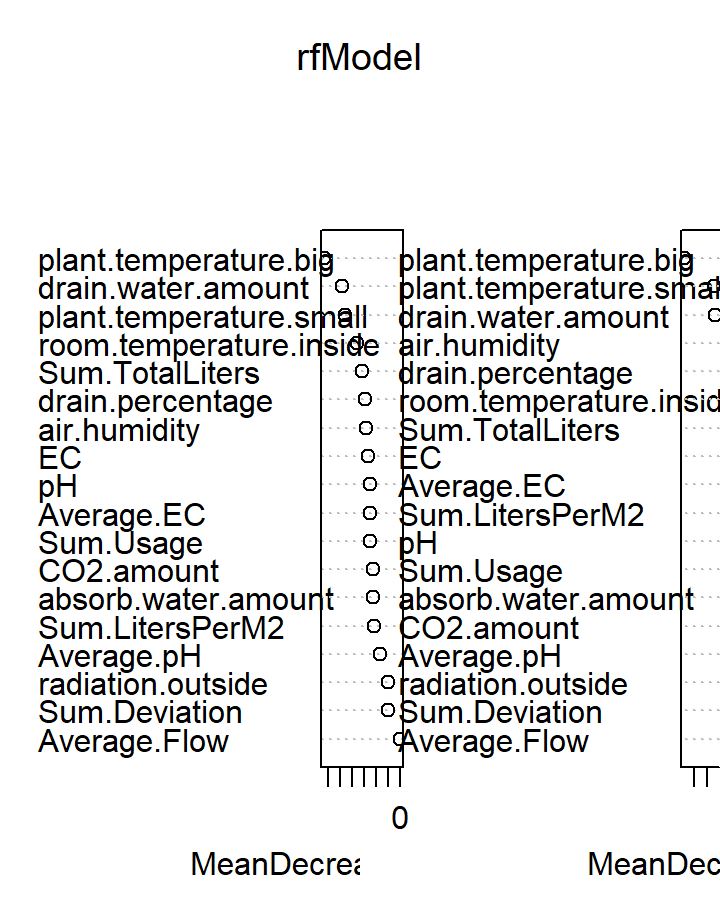 rfModel
plant.temperature.big
drain.water.amount
plant.temperature.small
room.temperature.inside
Sum.TotalLiters
drain.percentage
air.humidity
EC
pH
Average.EC
Sum.Usage
CO2.amount
absorb.water.amount
Sum.LitersPerM2
Average.pH
radiation.outside
Sum.Deviation
Average.Flow
0
MeanDecrea
plant.temperature.big
plant.temperature.smal
drain.water.amount
air.humidity
drain.percentage
room.temperature.insid
Sum.TotalLiters
EC
Average.EC
Sum.LitersPerM2
pH
Sum.Usage
absorb.water.amount
CO2.amount
Average.pH
radiation.outside
Sum.Deviation
Average.Flow
MeanDec